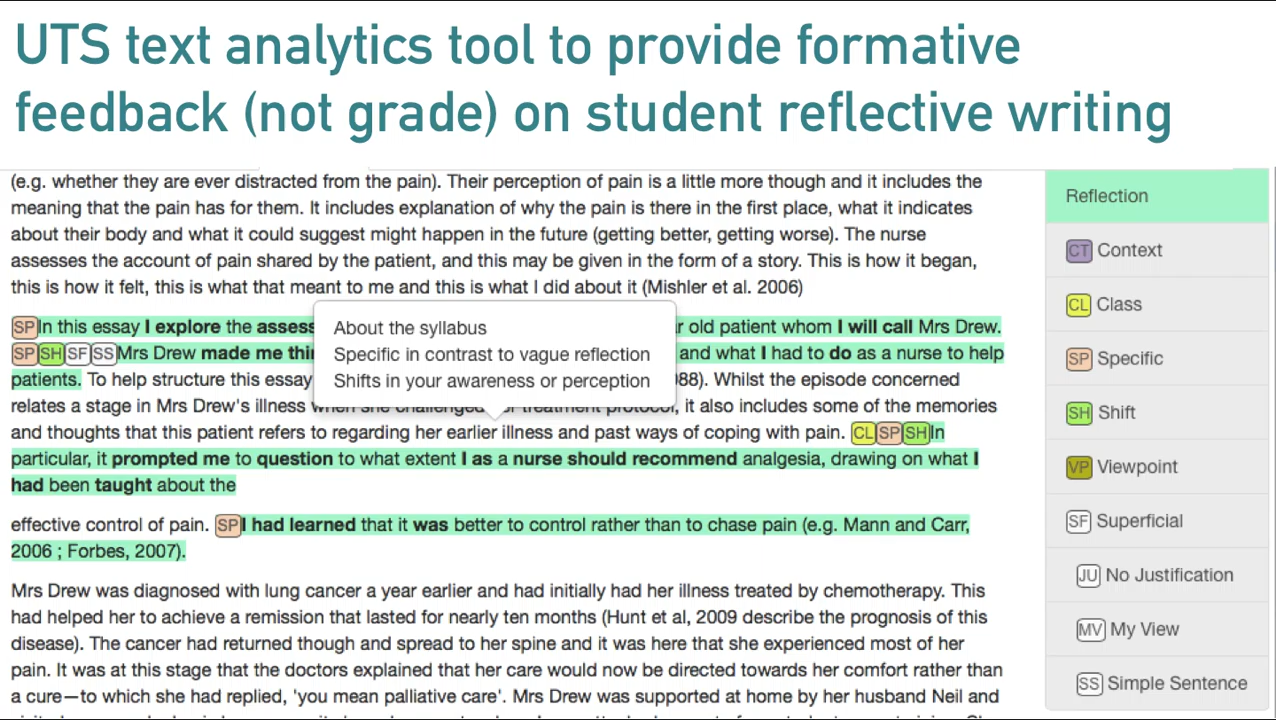 UTS text analytics tool to provide formative
feedback (not grade) on student reflective writing
(e.g. whether they are ever distracted from the pain). Their perception of pain is a little more though and it includes the
meaning that the pain has for them. It includes explanation of why the pain is there in the first place, what it indicates
about their body and what it could suggest might happen in the future (getting better, getting worse). The nurse
assesses the account of pain shared by the patient, and this may be given in the form of a story. This is how it began,
this is how it felt, this is what that meant to me and this is what I did about it (Mishler et al. 2006)
SP In this essay I explore the assess r old patient whom I will call Mrs Drew.
SP SH SF SS Mrs Drew made me thin and what I had to do as a nurse to help
patients. To help structure this essay 88). Whilst the episode concerned
relates a stage in Mrs Drew's illness when she challenged treatment protocol, it also includes some of the memories
and thoughts that this patient refers to regarding her earlier illness and past ways of coping with pain. CL SP SH In
particular, it prompted me to question to what extent I as a nurse should recommend analgesia, drawing on what I
had been taught about the
effective control of pain. SP I had learned that it was better to control rather than to chase pain (e.g. Mann and Carr,
2006 ; Forbes, 2007).
Mrs Drew was diagnosed with lung cancer a year earlier and had initially had her illness treated by chemotherapy. This
had helped her to achieve a remission that lasted for nearly ten months (Hunt et al, 2009 describe the prognosis of this
disease). The cancer had returned though and spread to her spine and it was here that she experienced most of her
pain. It was at this stage that the doctors explained that her care would now be directed towards her comfort rather than
a cure—to which she had replied, 'you mean palliative care'. Mrs Drew was supported at home by her husband Neil and
About the syllabus
Specific in contrast to vague reflection
Shifts in your awareness or perception
Reflection
CT Context
CL Class
SP Specific
SH Shift
VP Viewpoint
SF Superficial
JU No Justification
MV My View
SS Simple Sentence